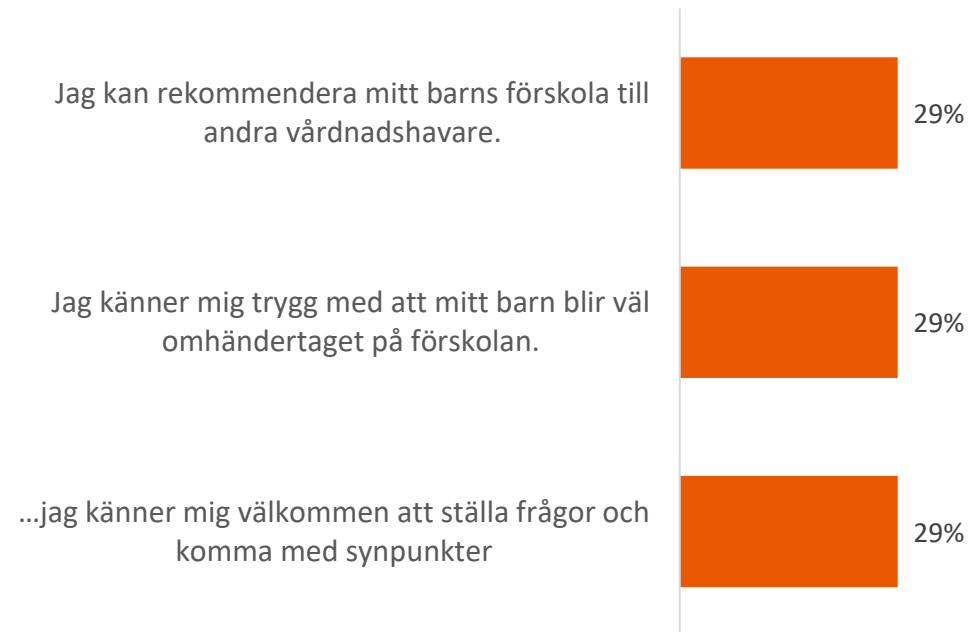 Jag kan rekommendera mitt barns förskola till
andra vårdnadshavare.
29%
Jag känner mig trygg med att mitt barn blir väl
omhändertaget på förskolan.
29%
…jag känner mig välkommen att ställa frågor och
komma med synpunkter
29%